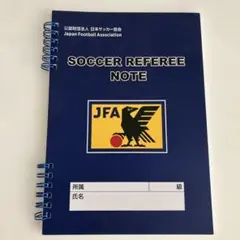 公益財団法人 日本サッカー協会
Japan Football Association
SOCCER REFEREE
NOTE
JFA
所属 級
氏名